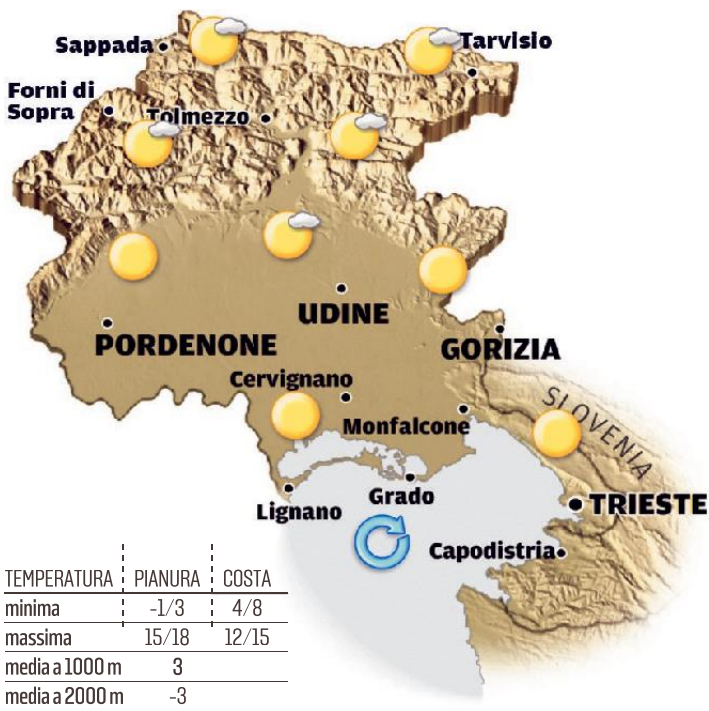 Sappada
Tarvisio
Forni di
Sopra
Tolmezzo
UDINE
PORDENONE
GORIZIA
Cervignano
SLOVENIA
Monfalcone
Grado
Lignano
TRIESTE
Capodistria
TEMPERATURA PIANURA COSTA
minima -1/3 4/8
massima 15/18 12/15
media a 1000 m 3
media a 2000 m -3